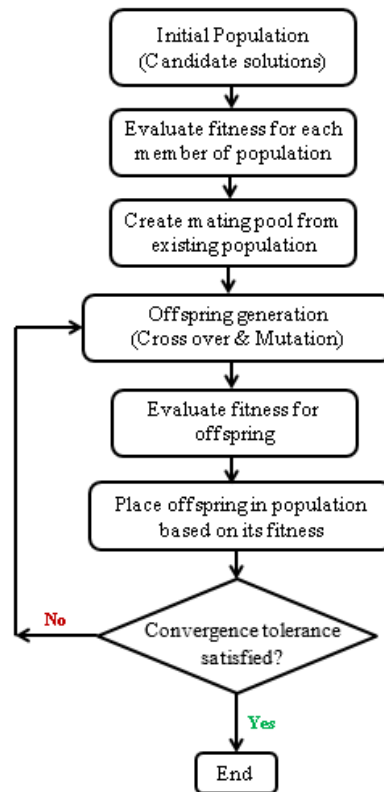 Initial Population
(Candidate solutions)
Evaluate fitness for each
member of population
Create mating pool from
existing population
Offspring generation
(Cross over & Mutation)
Evaluate fitness for
offspring
Place offspring in population
based on its fitness
No
Convergence tolerance
satisfied?
Yes
End